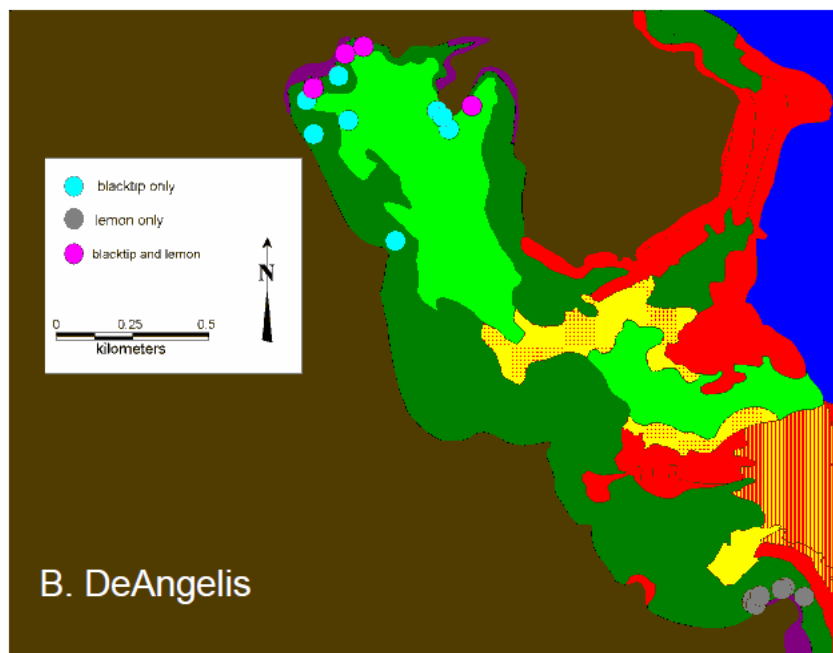 blacktip only
lemon only
blacktip and lemon
N
0 0.25 0.5
kilometers
B. DeAngelis